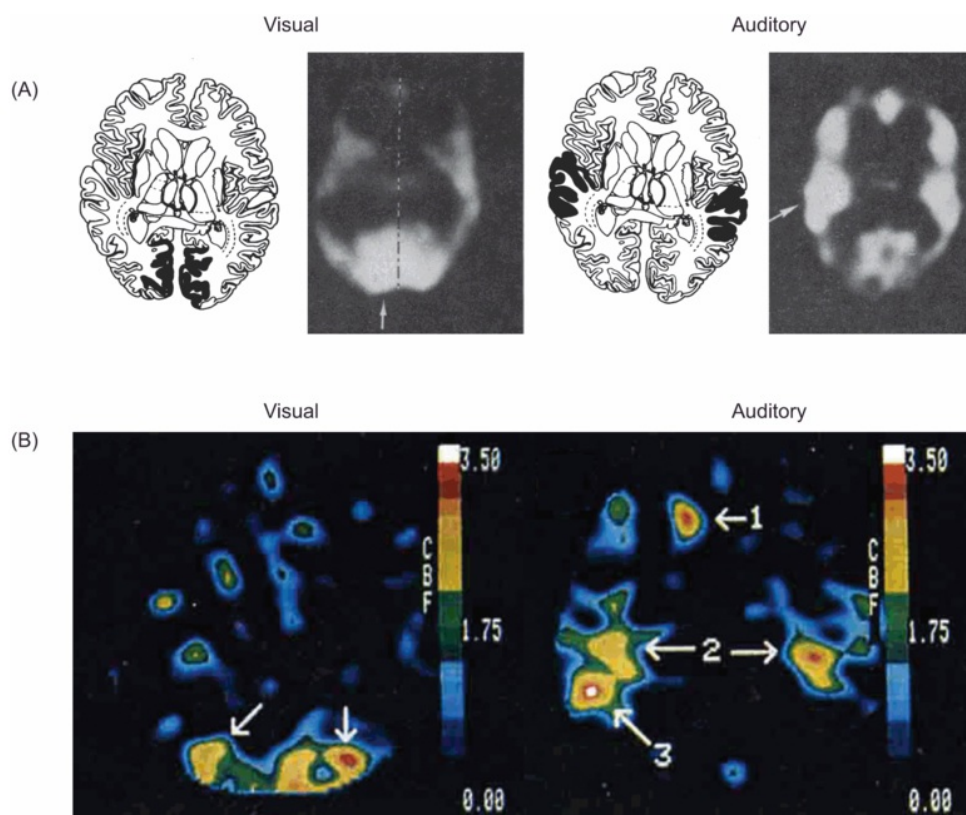 Visual Auditory
(A)
Visual Auditory
(B)
3.50 3.50
CBF CBF
1
1.75 1.75
2
3
0.00 0.00